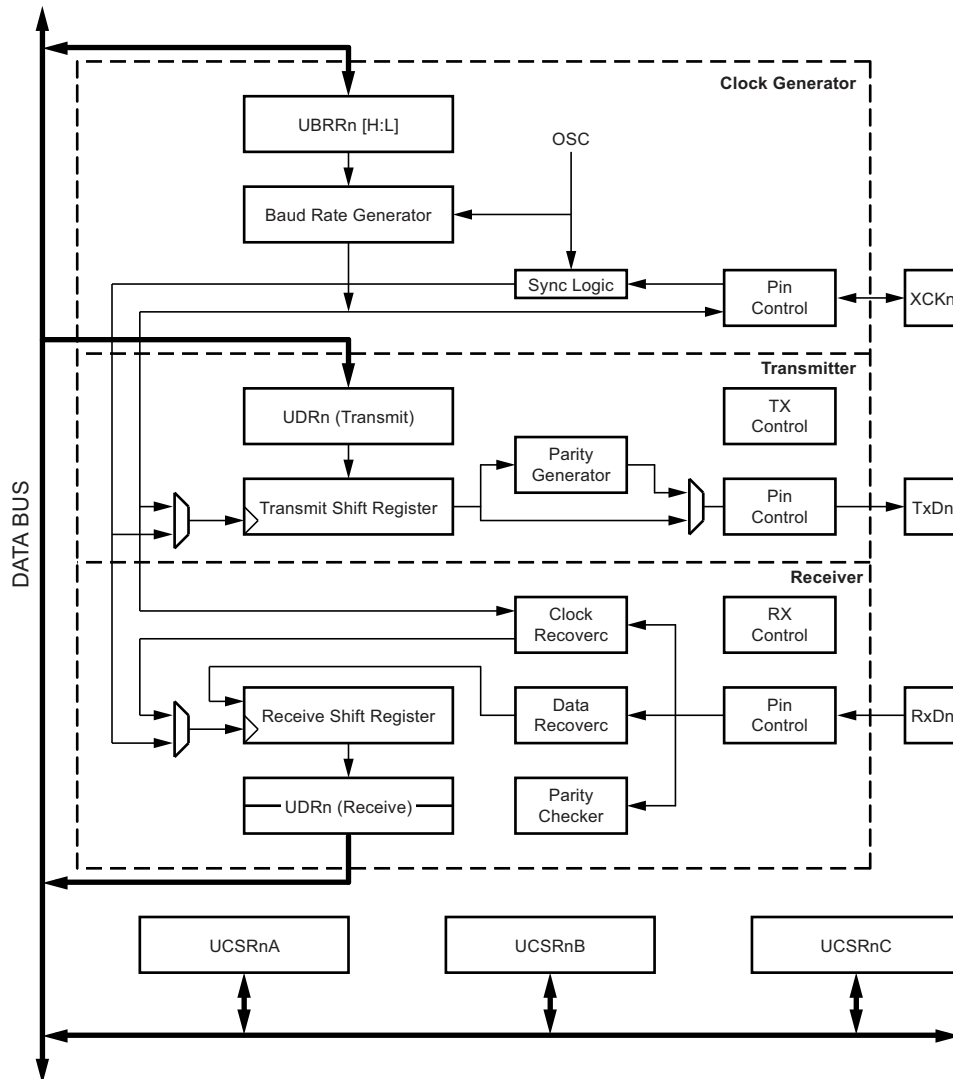 Clock Generator
UBRRn [H:L]
OSC
Baud Rate Generator
Sync Logic
Pin
Control
XCKn
Transmitter
UDRn (Transmit)
TX
Control
Parity
Generator
Transmit Shift Register
Pin
Control
TxDn
DATA BUS
Receiver
Clock
Recoverc
RX
Control
Receive Shift Register
Data
Recoverc
Pin
Control
RxDn
UDRn (Receive)
Parity
Checker
UCSRnA
UCSRnB
UCSRnC